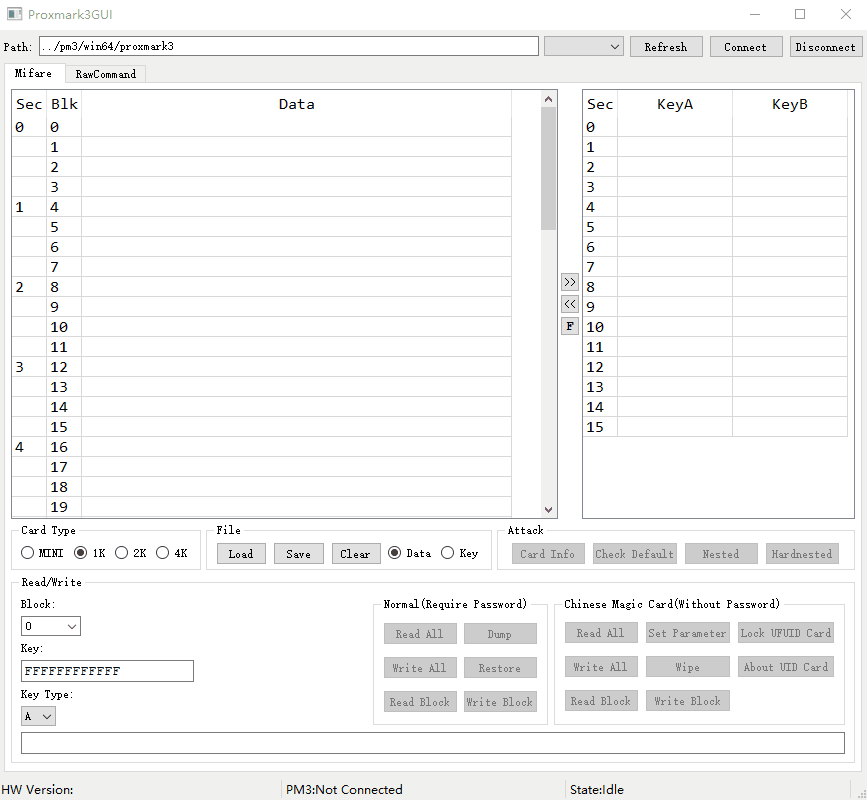 Proxmark3GUI
Path: ../pm3/win64/proxmark3 Refresh Connect Disconnect
Mifare RawCommand
Sec Blk Data Sec KeyA KeyB
0 0 0
1 1
2 2
3 3
1 4 4
5 5
6 6
7 7
2 8 8
9 9
10 10
11 11
3 12 12
13 13
14 14
15 15
4 16
17
18
19
>>
<<
F
Card Type File Attack
MINI 1K 2K 4K Load Save Clear Data Key Card Info Check Default Nested Hardnested
Read/Write
Block:
0
Key:
FFFFFFFFFFFF
Key Type:
A
Normal(Require Password)
Read All Dump
Write All Restore
Read Block Write Block
Chinese Magic Card(Without Password)
Read All Set Parameter Lock UFUID Card
Write All Wipe About UID Card
Read Block Write Block
HW Version: PM3:Not Connected State:Idle